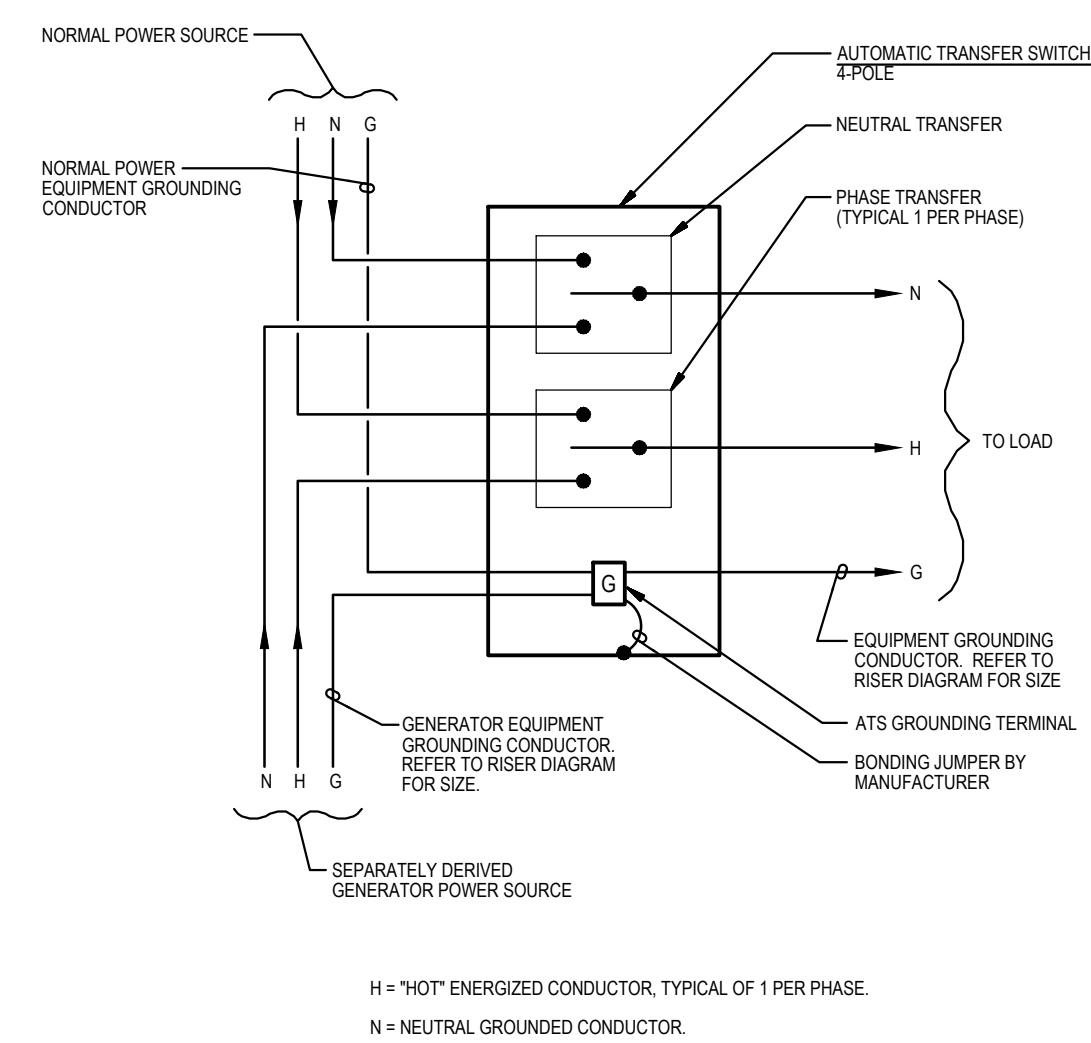 NORMAL POWER SOURCE
AUTOMATIC TRANSFER SWITCH
4-POLE
H N G
NEUTRAL TRANSFER
NORMAL POWER
EQUIPMENT GROUNDING
CONDUCTOR
PHASE TRANSFER
(TYPICAL 1 PER PHASE)
N
H
TO LOAD
G
G
EQUIPMENT GROUNDING
CONDUCTOR. REFER TO
RISER DIAGRAM FOR SIZE
ATS GROUNDING TERMINAL
BONDING JUMPER BY
MANUFACTURER
GENERATOR EQUIPMENT
GROUNDING CONDUCTOR.
REFER TO RISER DIAGRAM
FOR SIZE.
N H G
SEPARATELY DERIVED
GENERATOR POWER SOURCE
H = "HOT" ENERGIZED CONDUCTOR, TYPICAL OF 1 PER PHASE.
N = NEUTRAL GROUNDED CONDUCTOR.